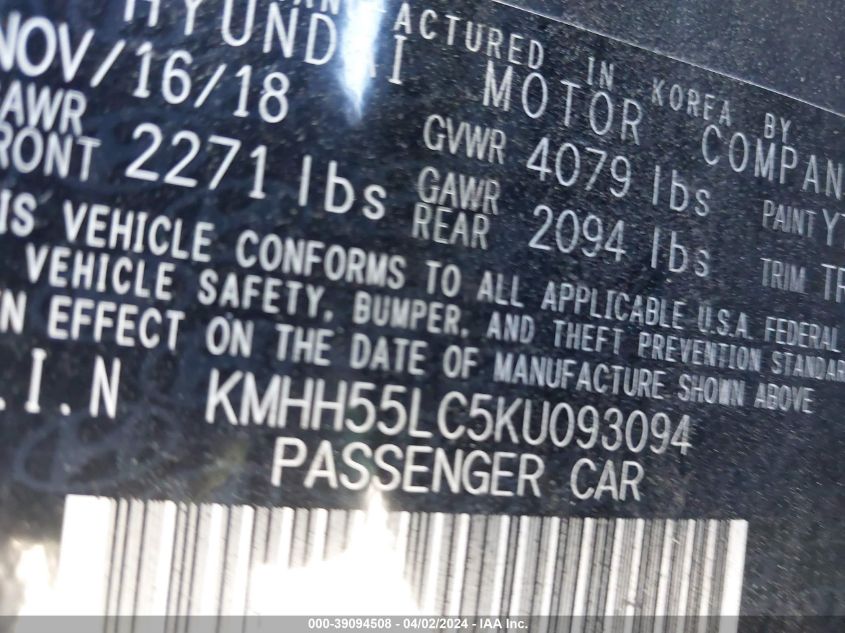 ACTURED IN KOREA BY
HYUNDAI MOTOR COMPAN
NOV/16/18 GVWR 4079 lbs PAINT
GAWR FRONT 2271 lbs GAWR REAR 2094 lbs TRIM
IS VEHICLE CONFORMS TO ALL APPLICABLE U.S.A. FEDERAL
VEHICLE SAFETY, BUMPER, AND THEFT PREVENTION STANDAR
N EFFECT ON THE DATE OF MANUFACTURE SHOWN ABOVE
.I.N KMHH55LC5KU093094
PASSENGER CAR
000-39094508 - 04/02/2024 - IAA Inc.